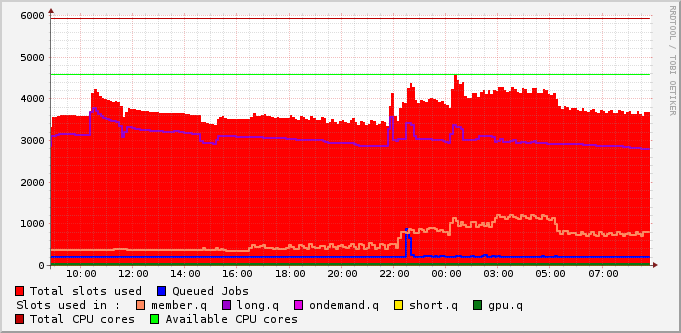 6000
5000
4000
3000
2000
1000
0
10:00 12:00 14:00 16:00 18:00 20:00 22:00 00:00 03:00 05:00 07:00
RRDTOOL / TOBI OETIKER
Total slots used Queued Jobs
Slots used in : member.q long.q ondemand.q short.q gpu.q
Total CPU cores Available CPU cores